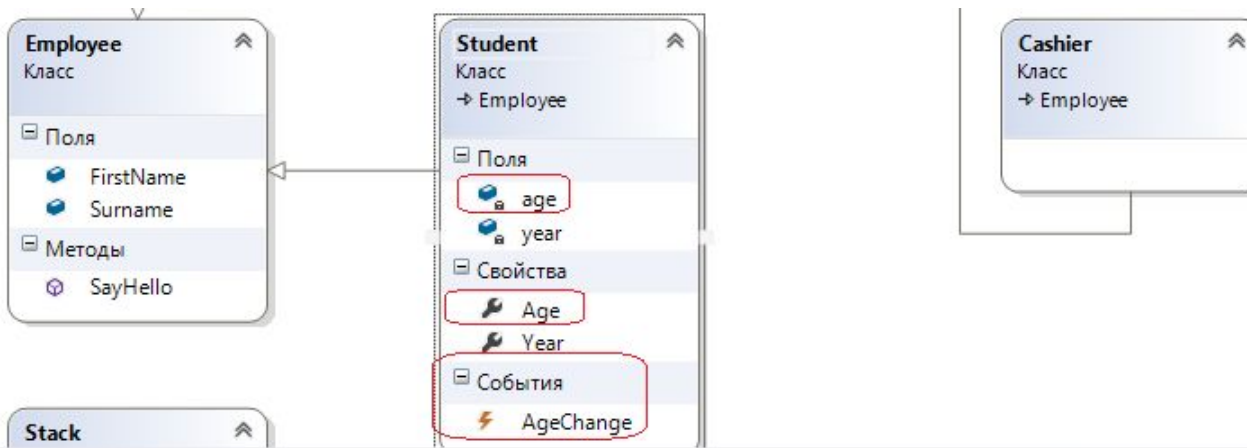 Employee
Класс
Поля
FirstName
Surname
Методы
SayHello
Stack
Student
Класс
Employee
Поля
age
year
Свойства
Age
Year
События
AgeChange
Cashier
Класс
Employee